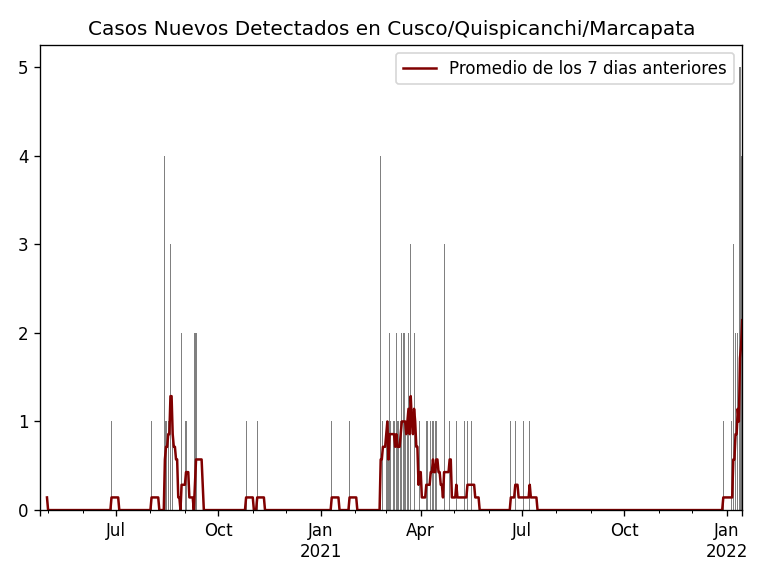 Casos Nuevos Detectados en Cusco/Quispicanchi/Marcapata
Promedio de los 7 dias anteriores
5
4
3
2
1
0
Jul
Oct
Jan
2021
Apr
Jul
Oct
Jan
2022